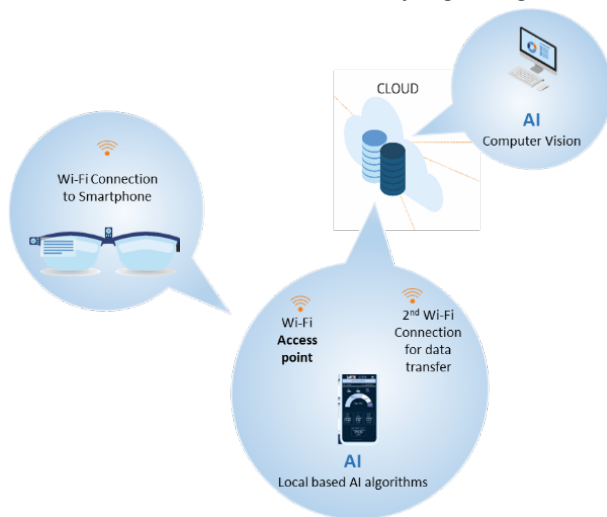 CLOUD
AI
Computer Vision
Wi-Fi Connection
to Smartphone
Wi-Fi
Access
point
2nd Wi-Fi
Connection
for data
transfer
AI
Local based AI algorithms